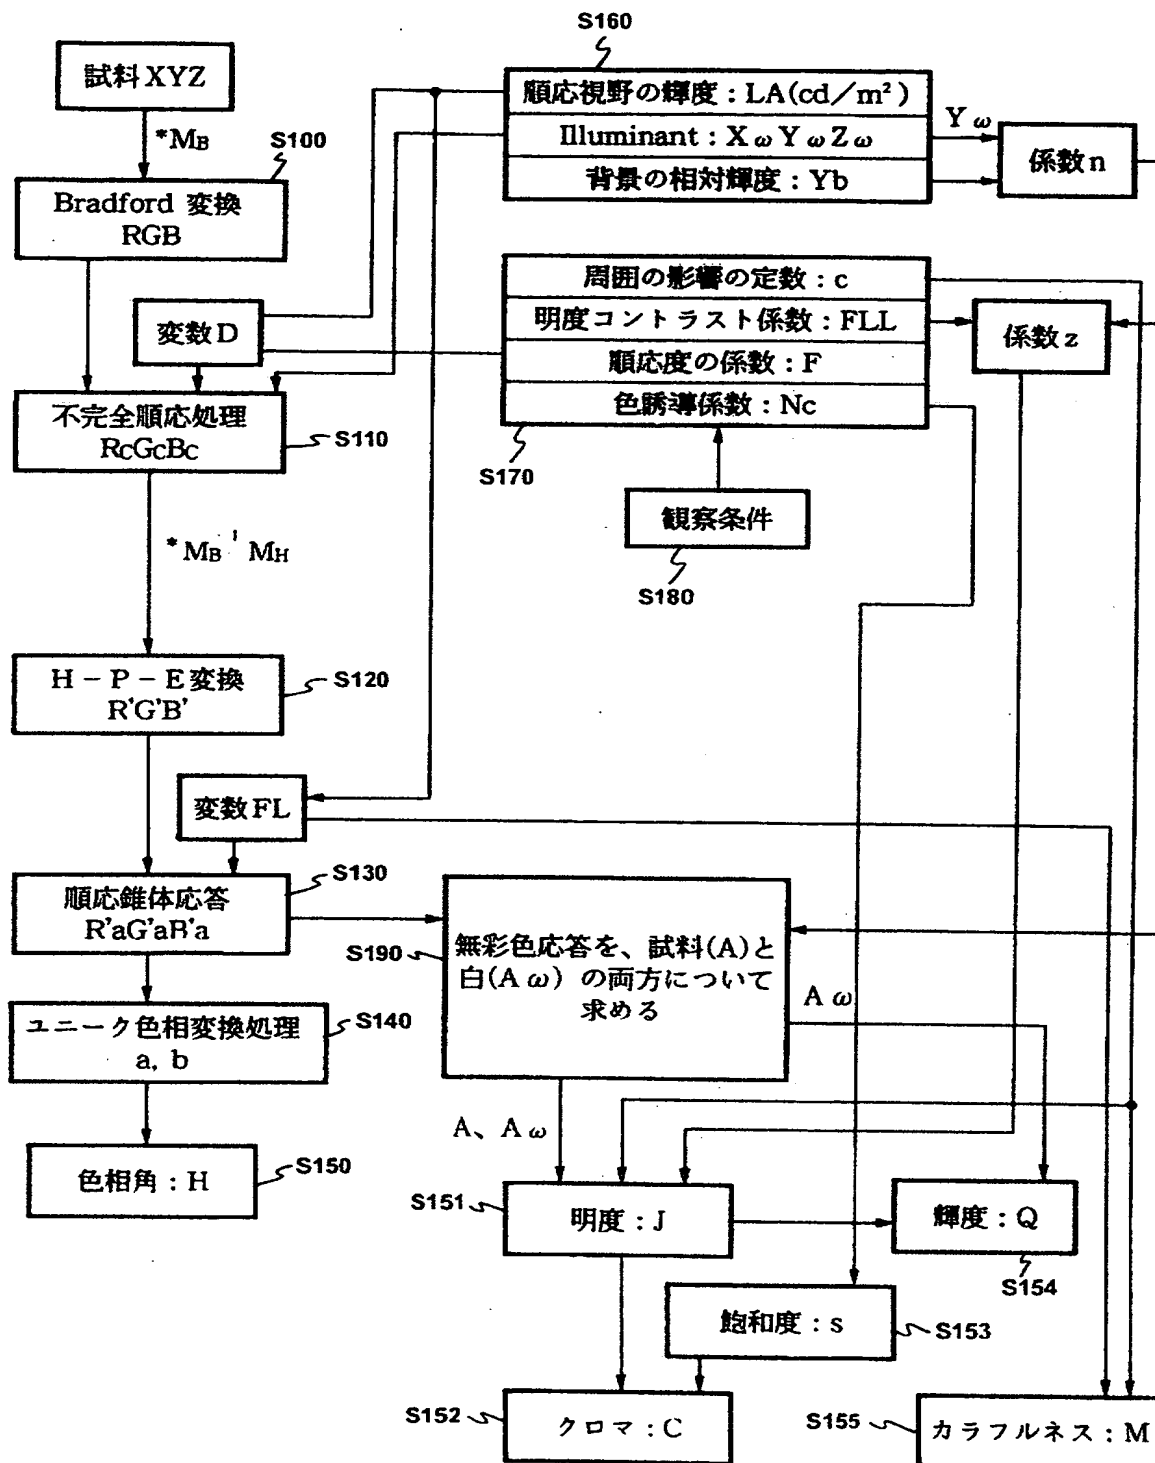 S160
試料XYZ
順応視野の輝度：LA(cd／m²)
*MB
S100
Illuminant：XωYωZω
Yω
係数n
背景の相対輝度：Yb
Bradford 変換
RGB
周囲の影響の定数：c
変数D
明度コントラスト係数：FLL
係数z
順応度の係数：F
色誘導係数：Nc
不完全順応処理
RcGcBc
S110
S170
観察条件
*MB ' MH
S180
H－P－E変換
R'G'B'
S120
変数FL
順応錐体応答
R'aG'aB'a
S130
S190
無彩色応答を、試料(A)と
白(Aω) の両方について
求める
Aω
ユニーク色相変換処理
a, b
S140
A、Aω
色相角：H
S150
S151
明度：J
輝度：Q
S154
飽和度：s
S153
S152
クロマ：C
S155
カラフルネス：M